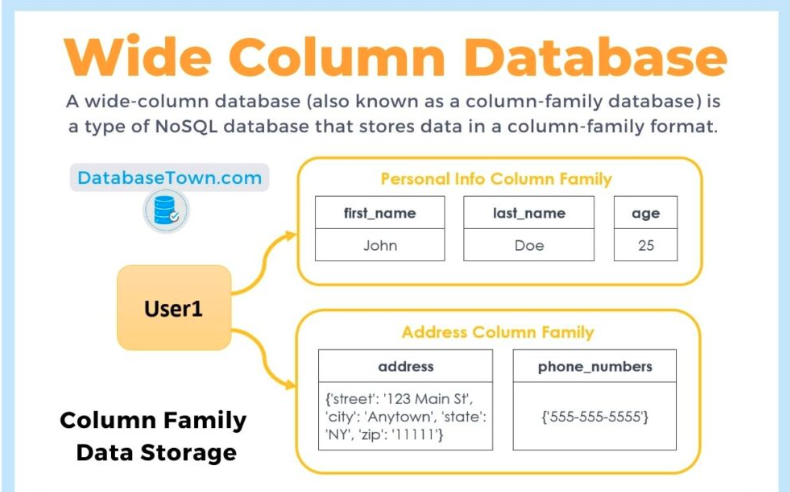 Wide Column Database
A wide-column database (also known as a column-family database) is
a type of NoSQL database that stores data in a column-family format.
DatabaseTown.com
Personal Info Column Family
first_name
last_name
age
John
Doe
25
User1
Address Column Family
address
phone_numbers
{'street': '123 Main St',
'city': 'Anytown', 'state':
'NY', 'zip': '11111'}
{'555-555-5555'}
Column Family
Data Storage